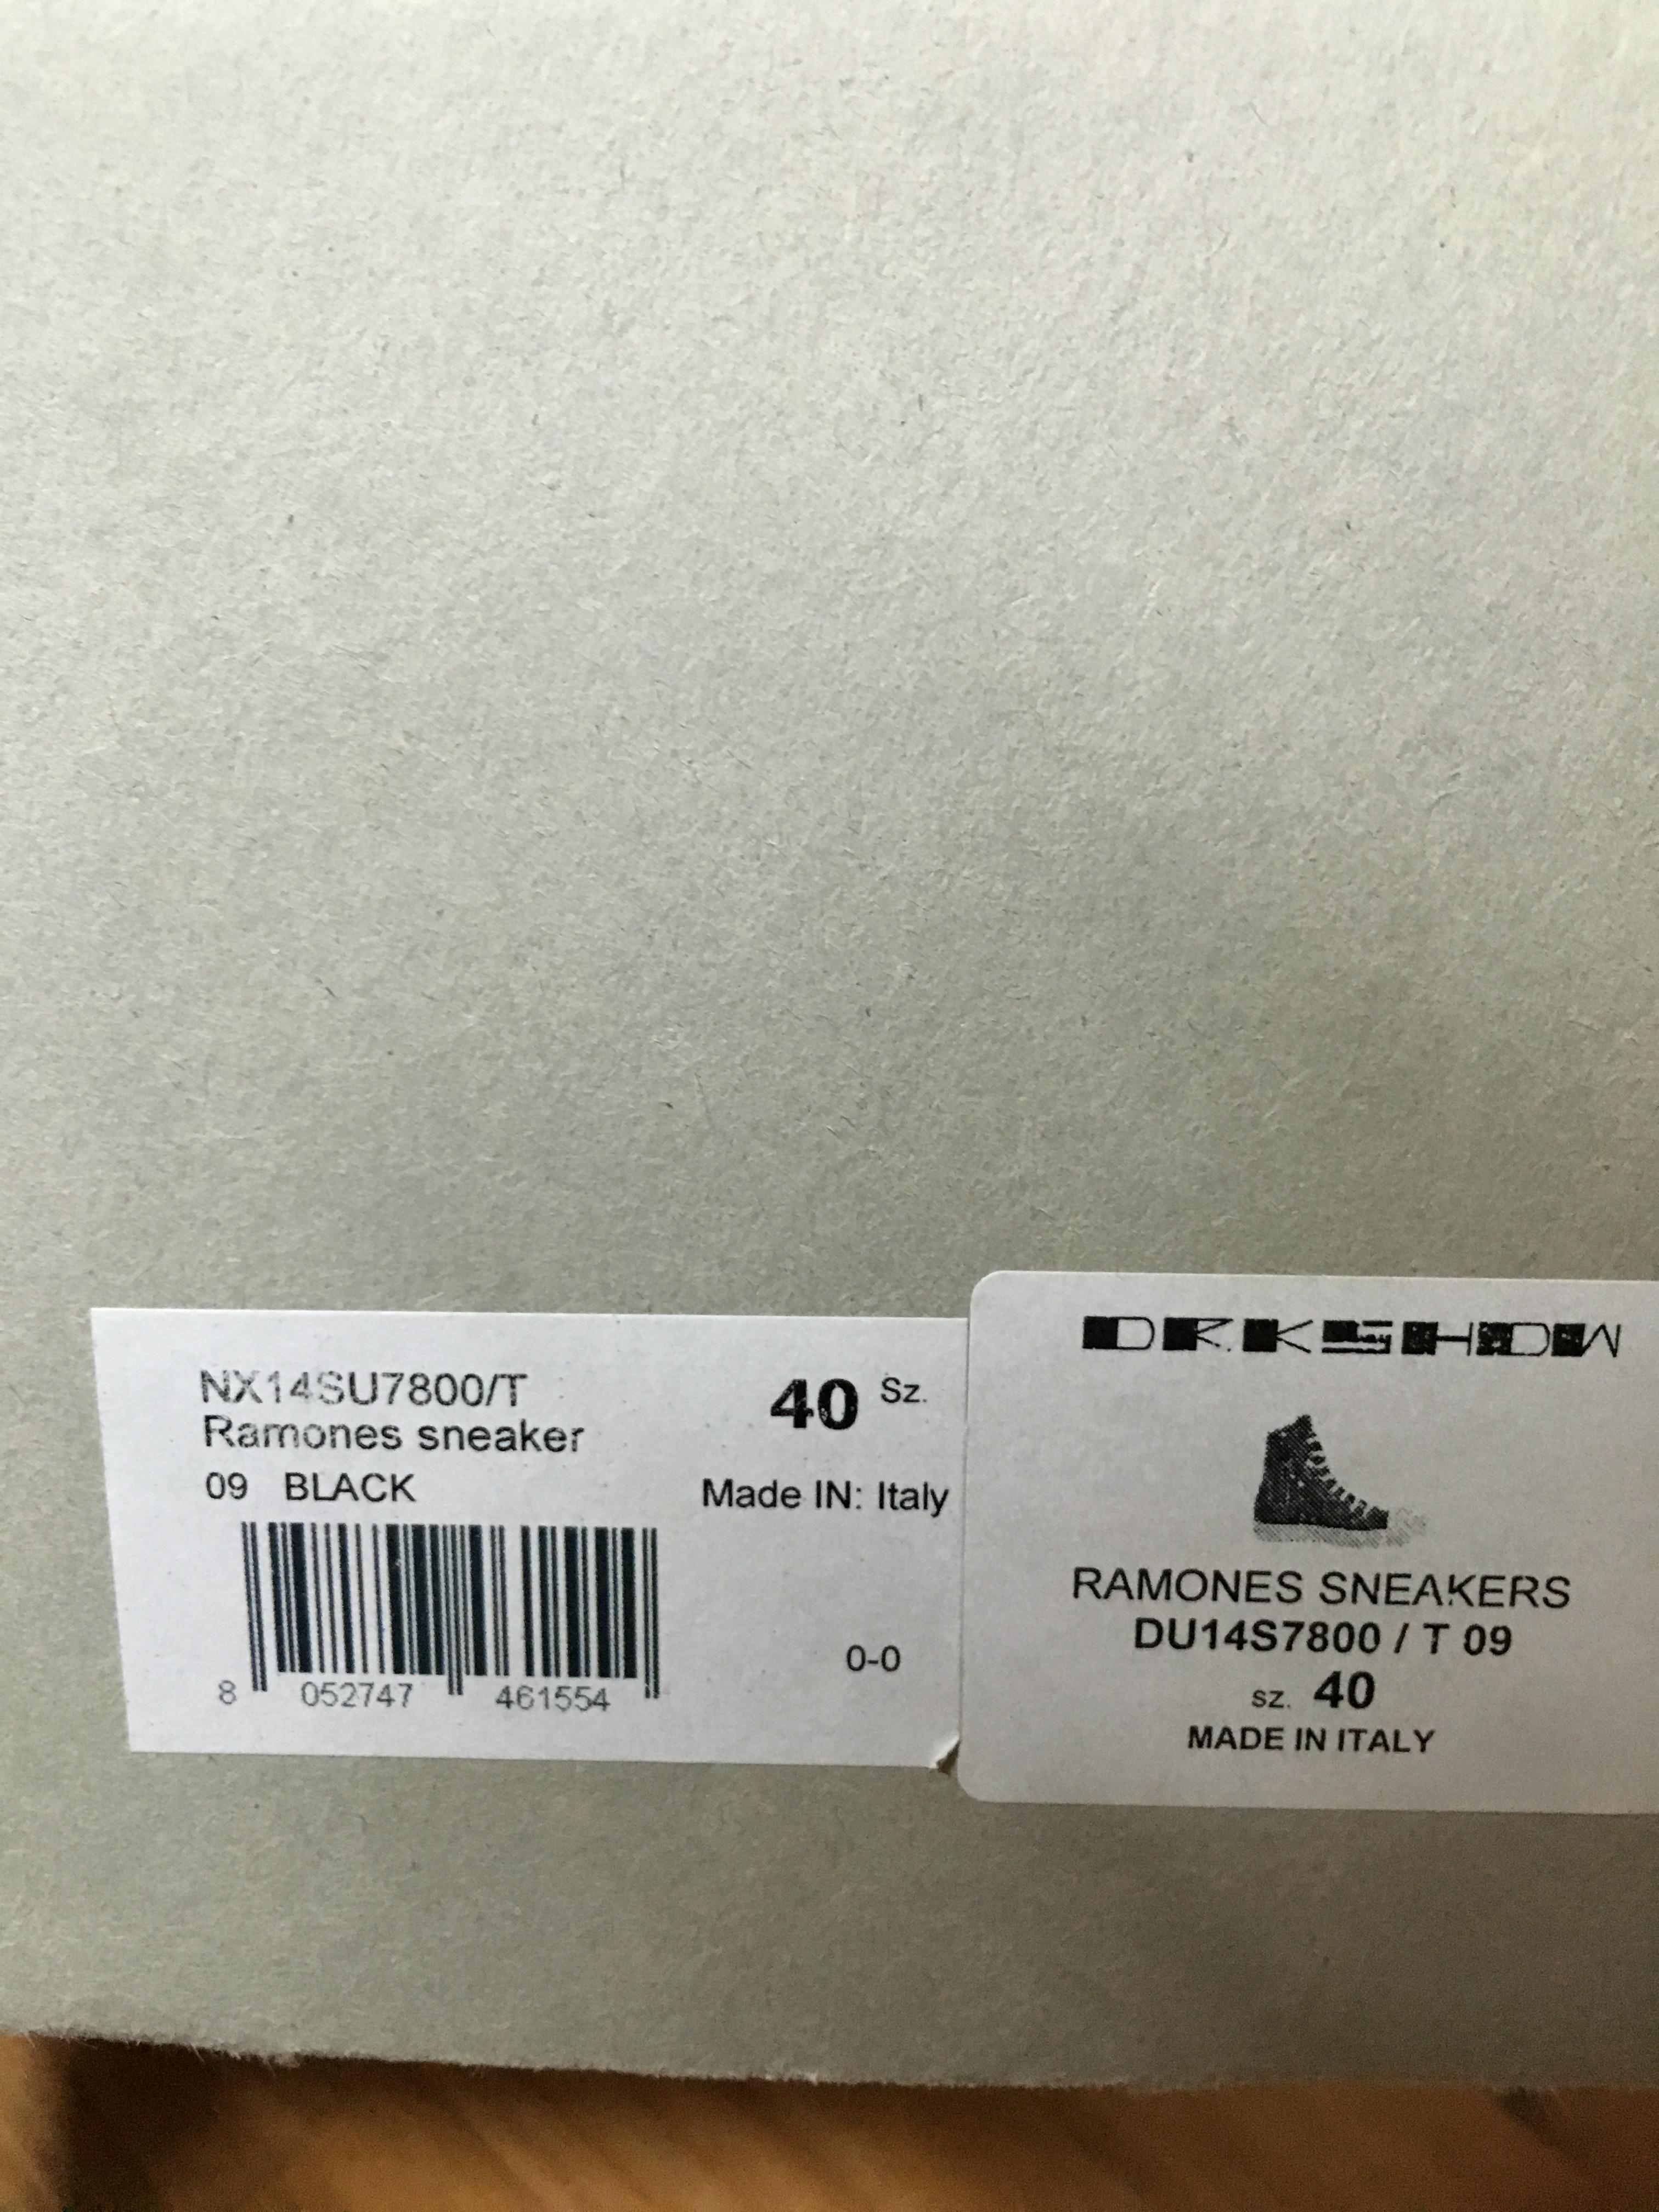 NX14SU7800/T
Ramones sneaker
09 BLACK
40 Sz.
Made IN: Italy
0-0
8 052747 461554
DRKSHDW
RAMONES SNEAKERS
DU14S7800 / T 09
sz. 40
MADE IN ITALY